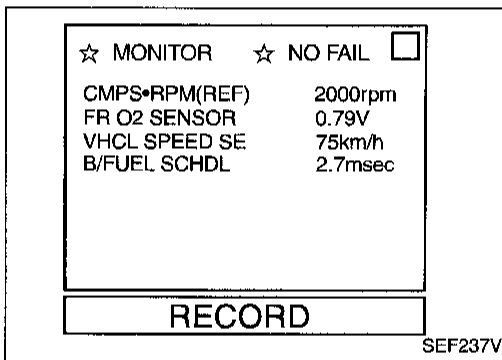 ☆ MONITOR ☆ NO FAIL
CMPS•RPM(REF) 2000rpm
FR O2 SENSOR 0.79V
VHCL SPEED SE 75km/h
B/FUEL SCHDL 2.7msec
RECORD
SEF237V